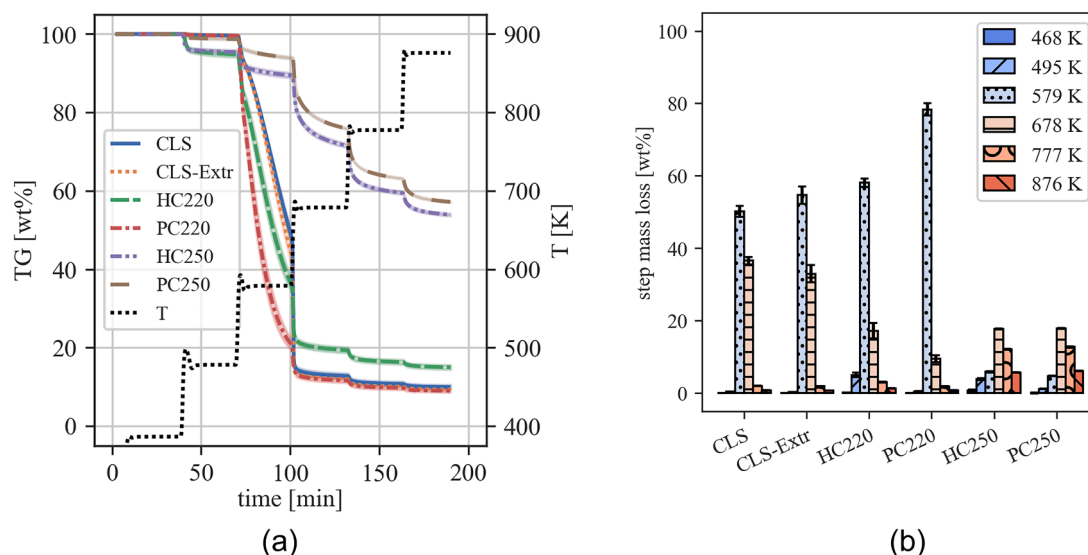 100
80
60
40
20
0
TG [wt%]
CLS
CLS-Extr
HC220
PC220
HC250
PC250
T
900
800
700
600
500
400
T [K]
0
50
100
150
200
time [min]
(a)
100
80
60
40
20
0
step mass loss [wt%]
468 K
495 K
579 K
678 K
777 K
876 K
CLS
CLS-Extr
HC220
PC220
HC250
PC250
(b)